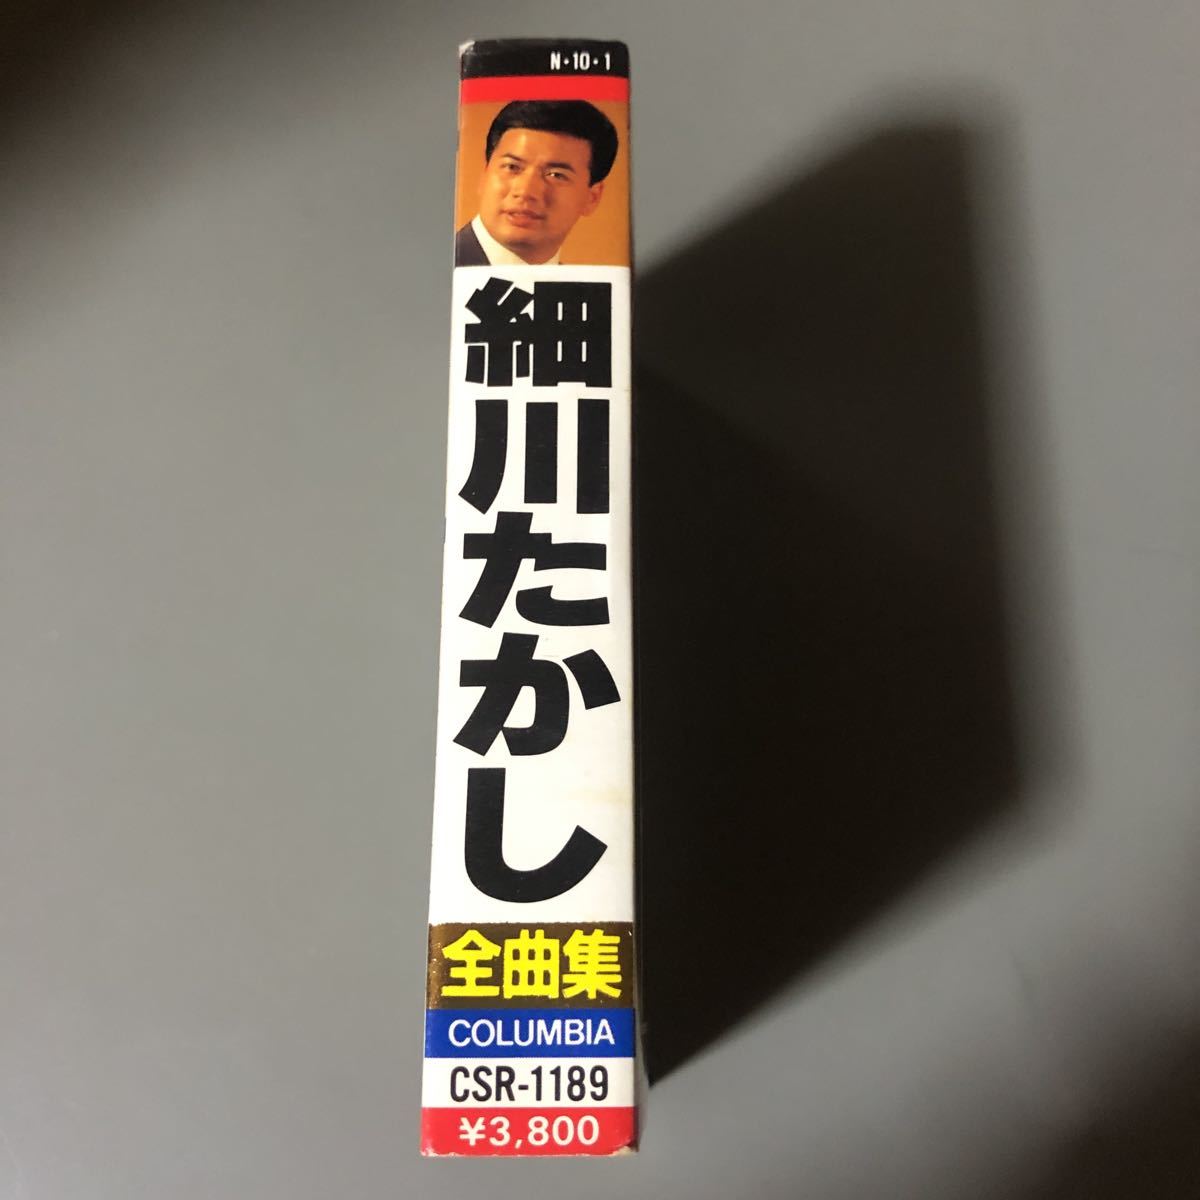 N・10・1
細川たかし
全曲集
COLUMBIA
CSR-1189
¥3,800